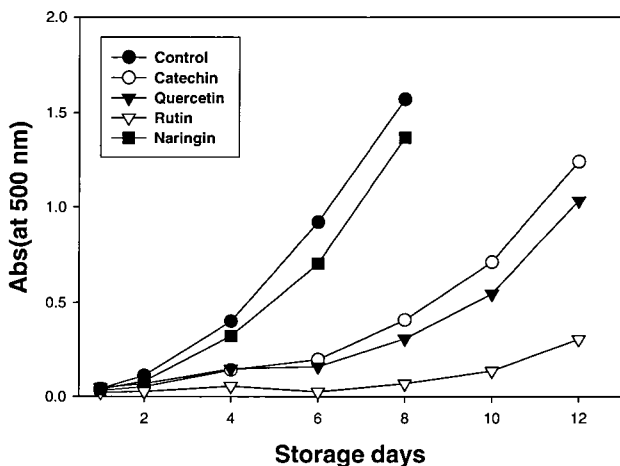 2.0
Control
Catechin
Quercetin
Rutin
Naringin
1.5
1.0
0.5
0.0
Abs(at 500 nm)
2 4 6 8 10 12
Storage days